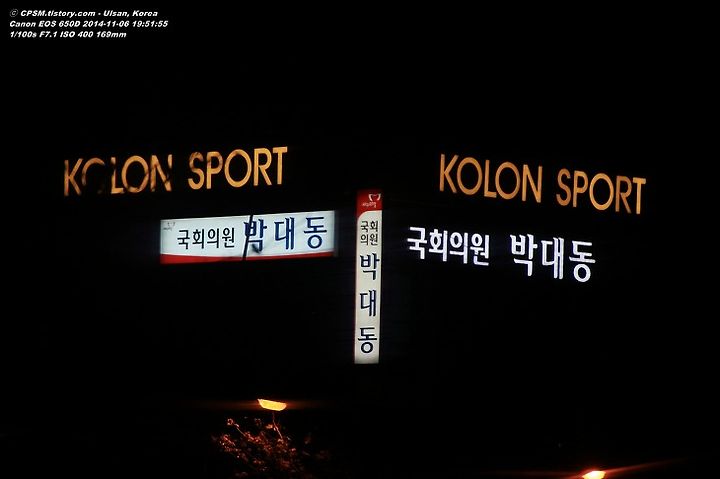 © CPSM.tistory.com - Ulsan, Korea
Canon EOS 650D 2014-11-06 19:51:55
1/100s F7.1 ISO 400 169mm
KOLON SPORT
KOLON SPORT
국회의원 박대동
국회의원 박대동
국회의원 박대동